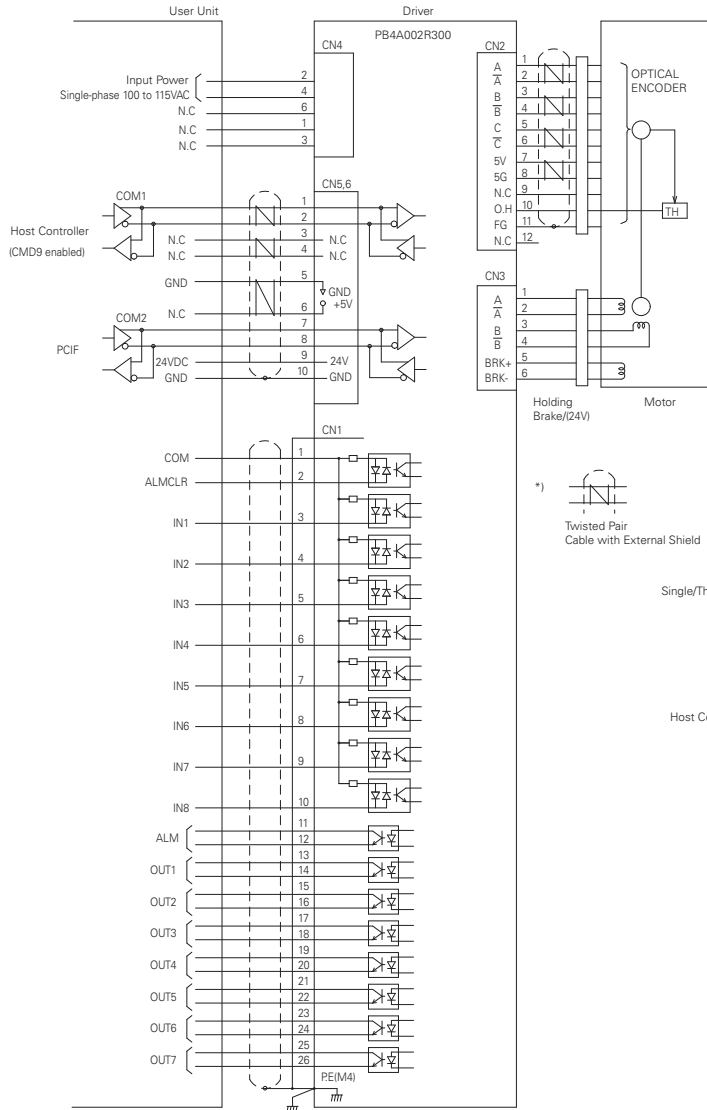 User Unit
Driver
PB4A002R300
CN4
Input Power
Single-phase 100 to 115VAC
N.C
N.C
N.C
2
4
6
1
3
CN2
A 1
A̅ 2
B 3
B̅ 4
C 5
C̅ 6
5V 7
5G 8
N.C 9
O.H 10
FG 11
N.C 12
OPTICAL
ENCODER
TH
CN5,6
COM1
Host Controller
(CMD9 enabled)
1
2
N.C 3 N.C
N.C 4 N.C
GND 5 GND
N.C 6 +5V
COM2
PCIF
7
8
24VDC 9 24V
GND 10 GND
CN3
A 1
A̅ 2
B 3
B̅ 4
BRK+ 5
BRK- 6
Holding
Brake/(24V)
Motor
CN1
COM 1
ALMCLR 2
IN1 3
IN2 4
IN3 5
IN4 6
IN5 7
IN6 8
IN7 9
IN8 10
*)
Twisted Pair
Cable with External Shield
Single/Th
Host Co
ALM 11
12
OUT1 13
14
OUT2 15
16
OUT3 17
18
OUT4 19
20
OUT5 21
22
OUT6 23
24
OUT7 25
26
P.E(M4)